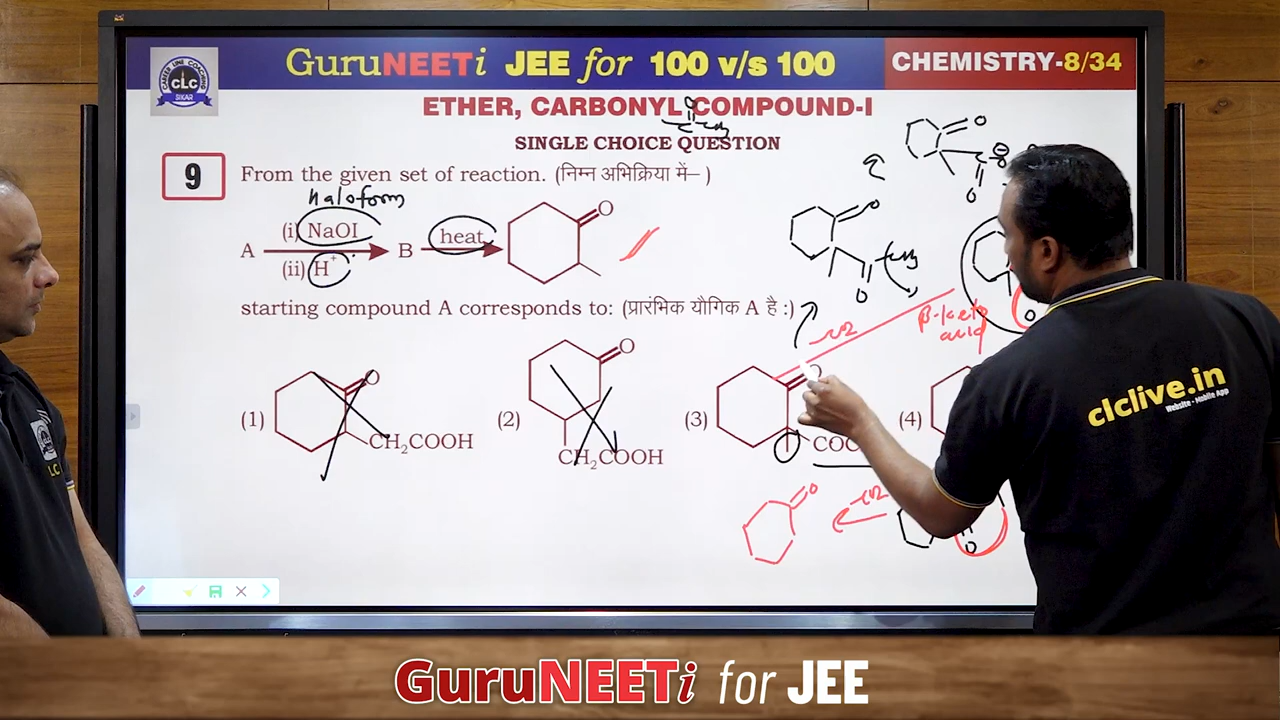 GuruNEETi JEE for 100 v/s 100
CHEMISTRY-8/34
CLC
SIKAR
ETHER, CARBONYL COMPOUND-I
SINGLE CHOICE QUESTION
9 From the given set of reaction. (निम्न अभिक्रिया में–)
haloform
A (i) NaOI (ii) H+ B heat O
starting compound A corresponds to: (प्रारंभिक यौगिक A है :)
β-keto acid
(1) O CH2COOH
(2) O CH2COOH
(3) O
(4)
clclive.in
Website - Mobile App
GuruNEETi for JEE